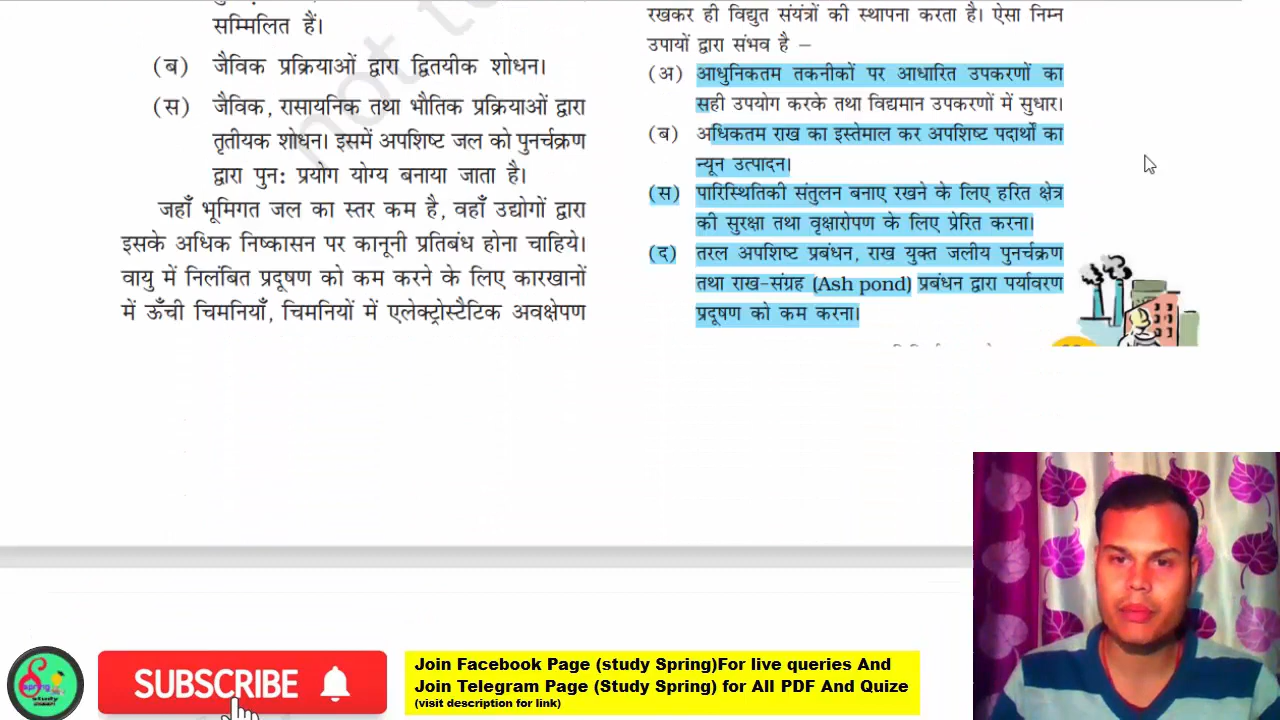 सम्मिलित हैं।
(ब) जैविक प्रक्रियाओं द्वारा द्वितयीक शोधन।
(स) जैविक, रासायनिक तथा भौतिक प्रक्रियाओं द्वारा
तृतीयक शोधन। इसमें अपशिष्ट जल को पुनर्चक्रण
द्वारा पुन: प्रयोग योग्य बनाया जाता है।
जहाँ भूमिगत जल का स्तर कम है, वहाँ उद्योगों द्वारा
इसके अधिक निष्कासन पर कानूनी प्रतिबंध होना चाहिये।
वायु में निलंबित प्रदूषण को कम करने के लिए कारखानों
में ऊँची चिमनियाँ, चिमनियों में एलेक्ट्रोस्टैटिक अवक्षेपण
रखकर ही विद्युत संयंत्रों की स्थापना करता है। ऐसा निम्न
उपायों द्वारा संभव है –
(अ) आधुनिकतम तकनीकों पर आधारित उपकरणों का
सही उपयोग करके तथा विद्यमान उपकरणों में सुधार।
(ब) अधिकतम राख का इस्तेमाल कर अपशिष्ट पदार्थों का
न्यून उत्पादन।
(स) पारिस्थितिकी संतुलन बनाए रखने के लिए हरित क्षेत्र
की सुरक्षा तथा वृक्षारोपण के लिए प्रेरित करना।
(द) तरल अपशिष्ट प्रबंधन, राख युक्त जलीय पुनर्चक्रण
तथा राख-संग्रह (Ash pond) प्रबंधन द्वारा पर्यावरण
प्रदूषण को कम करना।
not to
Spring
study
SUBSCRIBE
Join Facebook Page (study Spring)For live queries And
Join Telegram Page (Study Spring) for All PDF And Quize
(visit description for link)